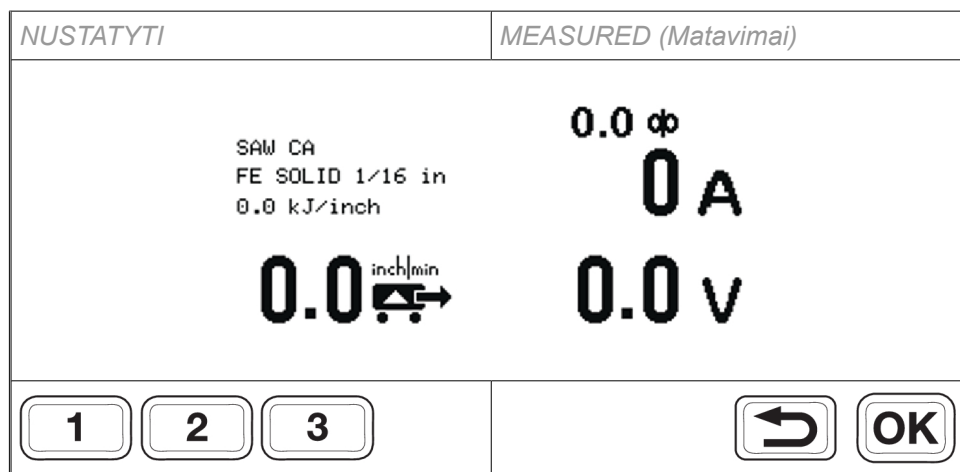 NUSTATYTI
MEASURED (Matavimai)
SAW CA
FE SOLID 1/16 in
0.0 kJ/inch
0.0 inch|min
0.0
0 A
0.0 V
1 2 3
OK